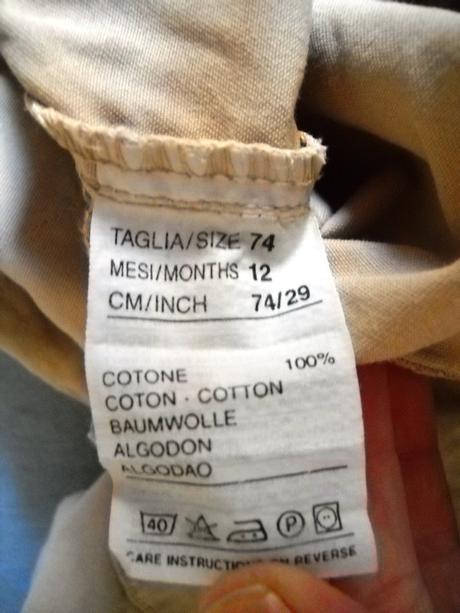 TAGLIA/SIZE 74
MESI/MONTHS 12
CM/INCH 74/29
100%
COTONE
COTON · COTTON
BAUMWOLLE
ALGODON
ALGODAO
40 P
CARE INSTRUCTION ON REVERSE